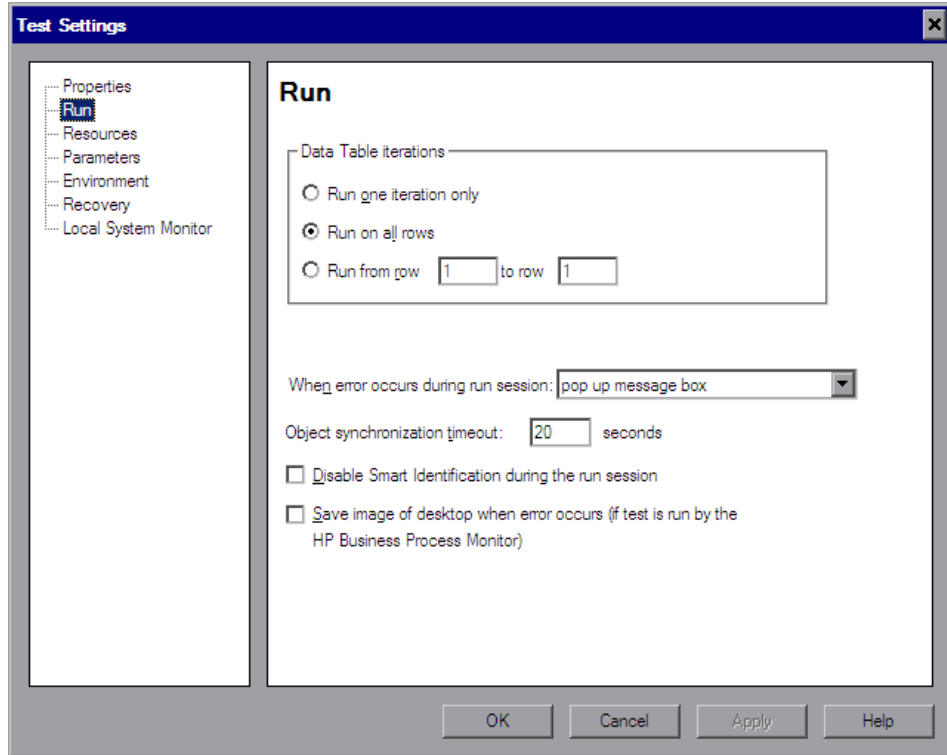 Test Settings
Properties
Run
Resources
Parameters
Environment
Recovery
Local System Monitor
Run
Data Table iterations
Run one iteration only
Run on all rows
Run from row 1 to row 1
When error occurs during run session: pop up message box
Object synchronization timeout: 20 seconds
Disable Smart Identification during the run session
Save image of desktop when error occurs (if test is run by the
HP Business Process Monitor)
OK Cancel Apply Help